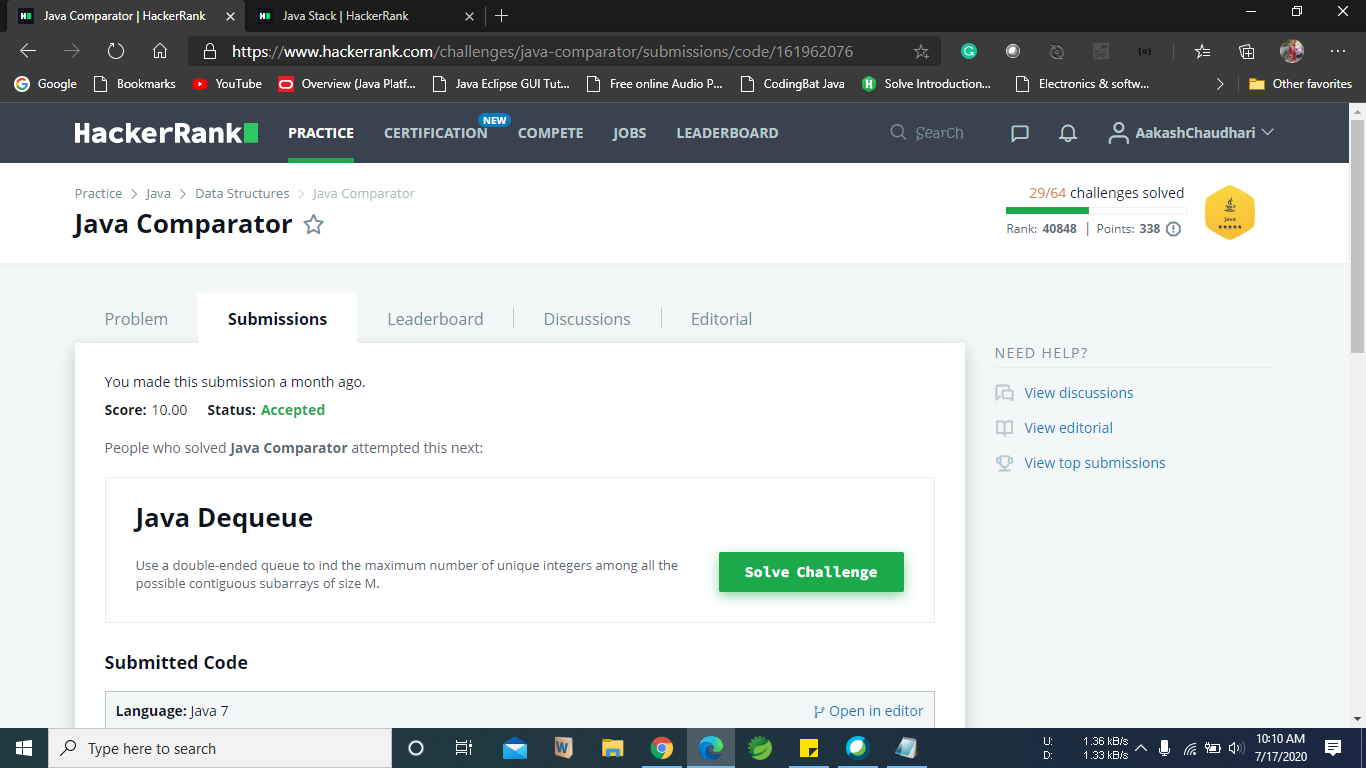 Java Comparator | HackerRank
Java Stack | HackerRank
https://www.hackerrank.com/challenges/java-comparator/submissions/code/161962076
Google
Bookmarks
YouTube
Overview (Java Platf...
Java Eclipse GUI Tut...
Free online Audio P...
CodingBat Java
Solve Introduction...
Electronics & softw...
Other favorites
HackerRank
PRACTICE
CERTIFICATION
NEW
COMPETE
JOBS
LEADERBOARD
Search
AakashChaudhari
Practice > Java > Data Structures > Java Comparator
Java Comparator
29/64 challenges solved
Rank: 40848 | Points: 338
Java
Problem
Submissions
Leaderboard
Discussions
Editorial
You made this submission a month ago.
Score: 10.00 Status: Accepted
People who solved Java Comparator attempted this next:
Java Dequeue
Use a double-ended queue to ind the maximum number of unique integers among all the
possible contiguous subarrays of size M.
Solve Challenge
Submitted Code
Language: Java 7
Open in editor
NEED HELP?
View discussions
View editorial
View top submissions
Type here to search
U: 1.36 kB/s
D: 1.33 kB/s
10:10 AM
7/17/2020